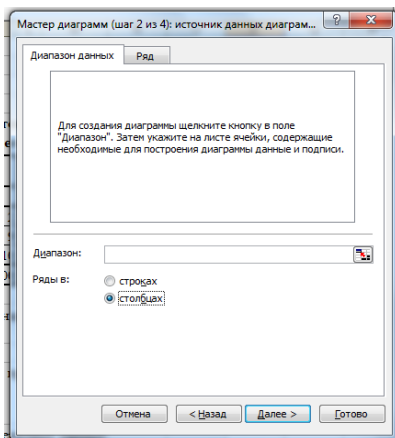 Мастер диаграмм (шаг 2 из 4): источник данных диаграм...
Диапазон данных
Ряд
Для создания диаграммы щелкните кнопку в поле
"Диапазон". Затем укажите на листе ячейки, содержащие
необходимые для построения диаграммы данные и подписи.
Диапазон:
Ряды в:
строках
столбцах
Отмена
< Назад
Далее >
Готово